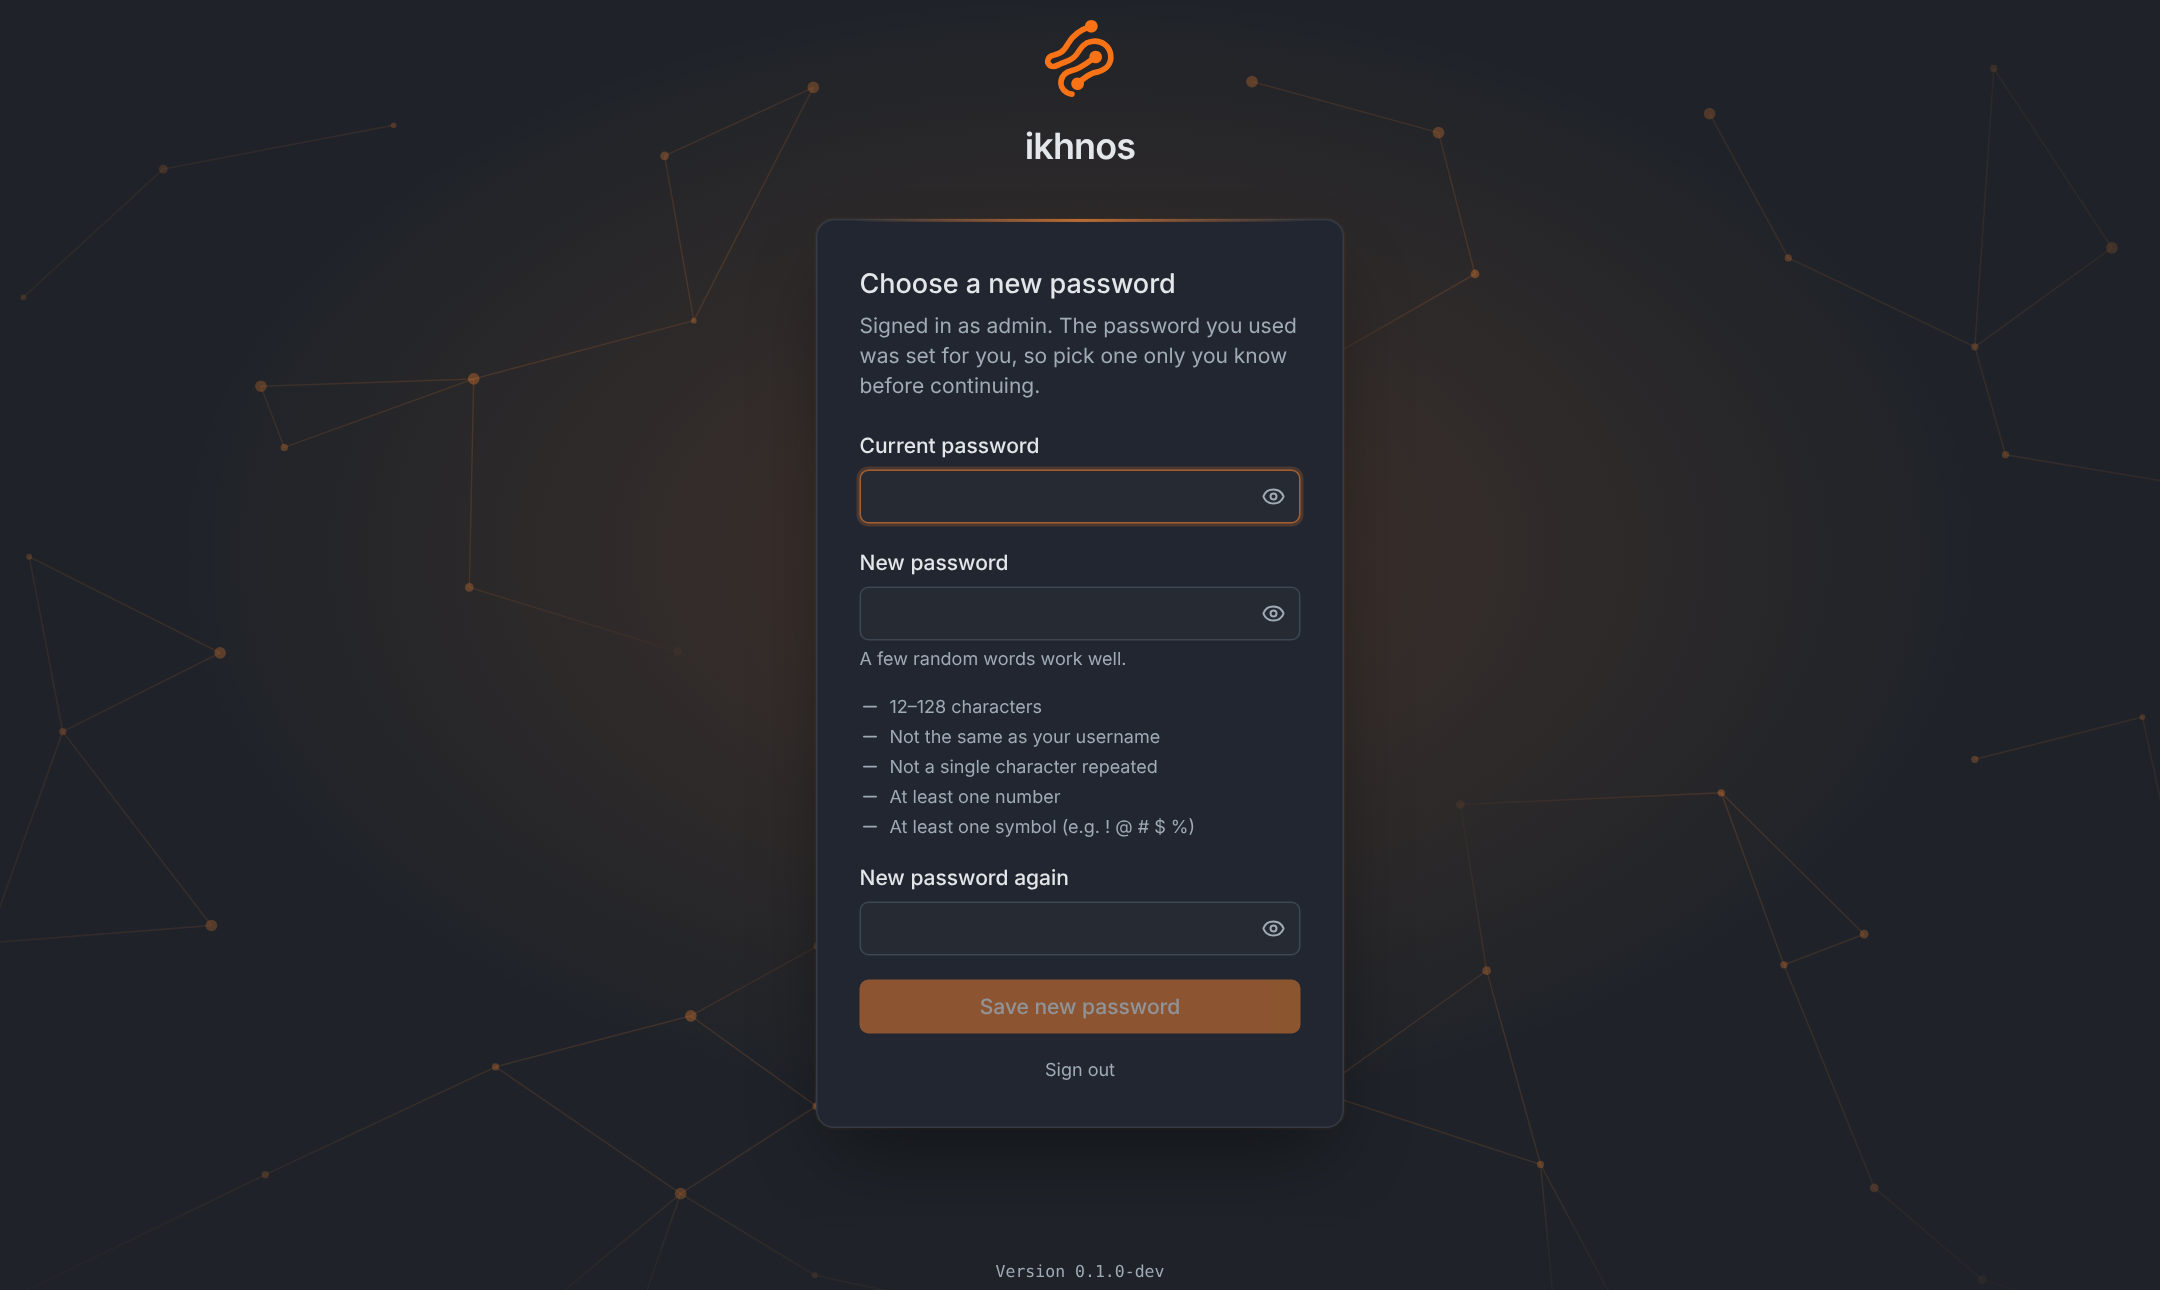 ikhnos
Choose a new password
Signed in as admin. The password you used
was set for you, so pick one only you know
before continuing.
Current password
New password
A few random words work well.
— 12–128 characters
— Not the same as your username
— Not a single character repeated
— At least one number
— At least one symbol (e.g. ! @ # $ %)
New password again
Save new password
Sign out
Version 0.1.0-dev